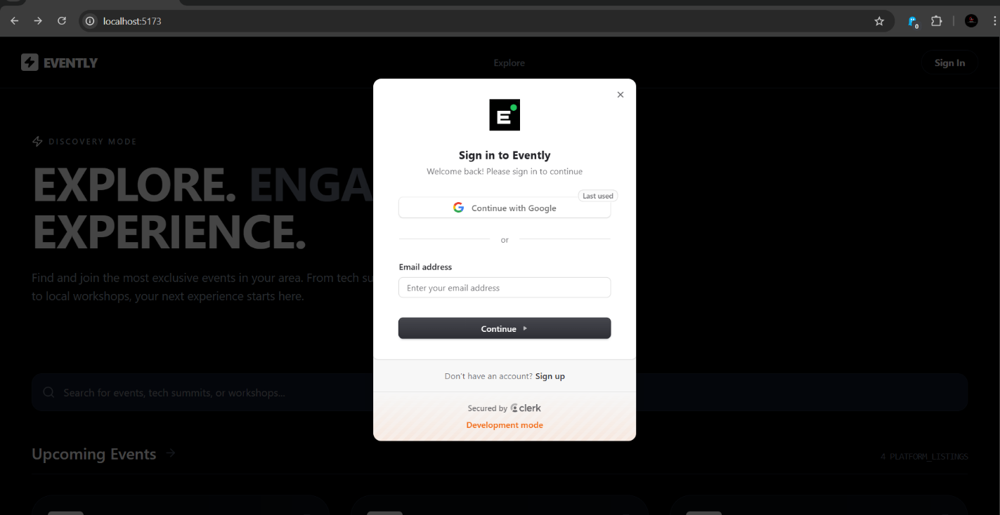 localhost:5173
0
EVENTLY
Explore
Sign In
DISCOVERY MODE
EXPLORE. ENGA
EXPERIENCE.
Find and join the most exclusive events in your area. From tech su
to local workshops, your next experience starts here.
Search for events, tech summits, or workshops...
Upcoming Events
4 PLATFORM_LISTINGS
E
Sign in to Evently
Welcome back! Please sign in to continue
Last used
Continue with Google
or
Email address
Enter your email address
Continue
Don't have an account? Sign up
Secured by clerk
Development mode